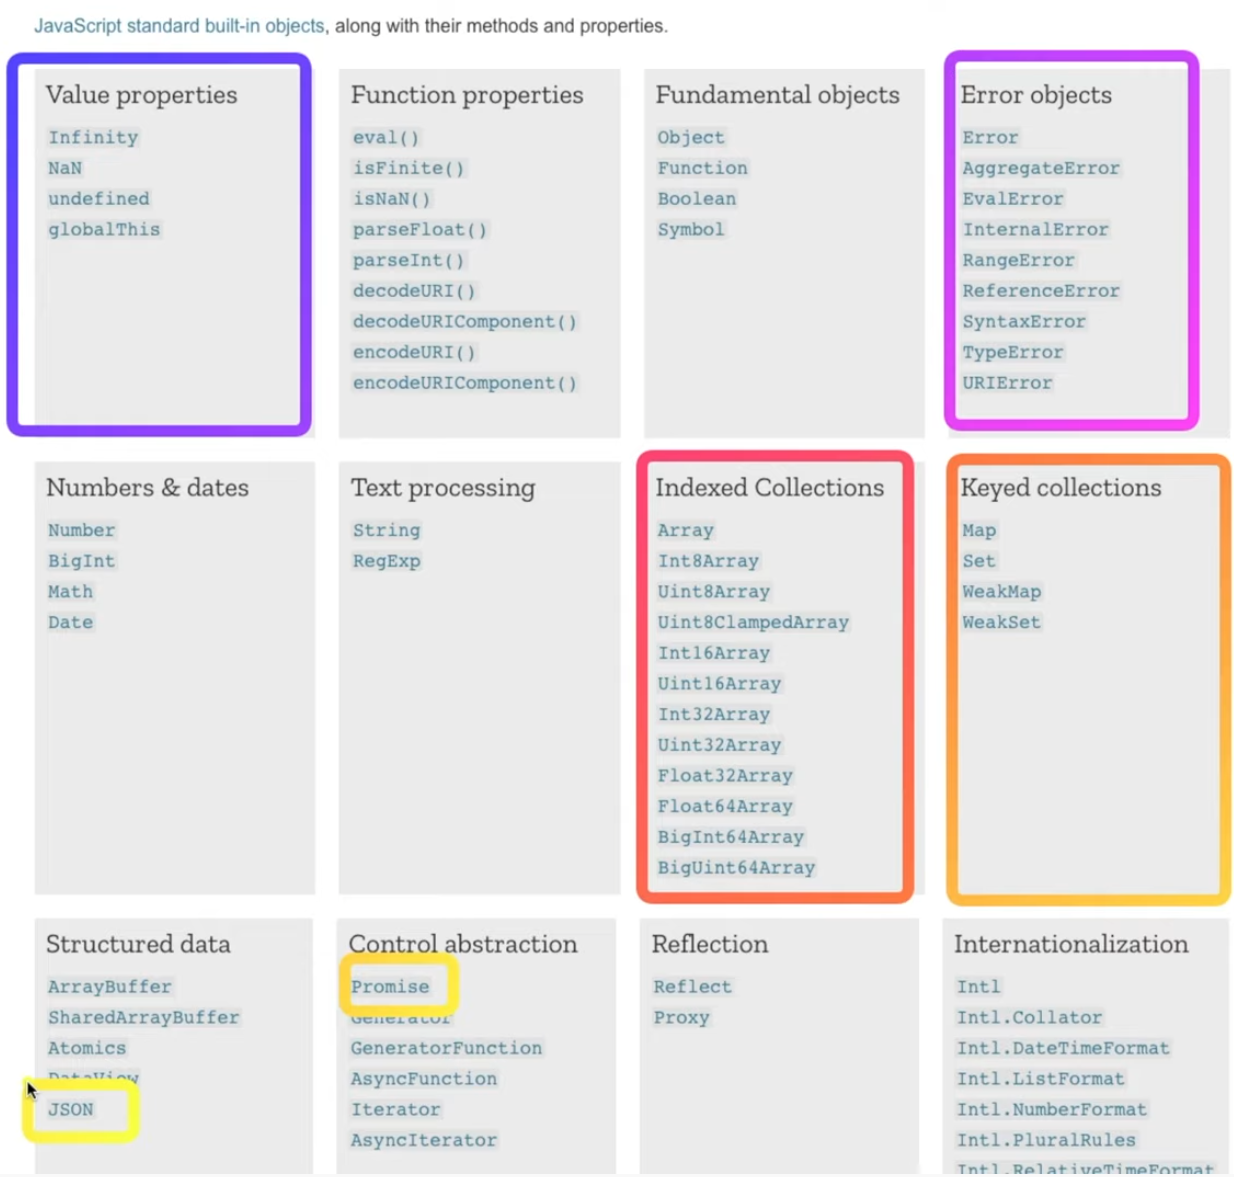 JavaScript standard built-in objects, along with their methods and properties.
Value properties
Infinity
NaN
undefined
globalThis
Function properties
eval()
isFinite()
isNaN()
parseFloat()
parseInt()
decodeURI()
decodeURIComponent()
encodeURI()
encodeURIComponent()
Fundamental objects
Object
Function
Boolean
Symbol
Error objects
Error
AggregateError
EvalError
InternalError
RangeError
ReferenceError
SyntaxError
TypeError
URIError
Numbers & dates
Number
BigInt
Math
Date
Text processing
String
RegExp
Indexed Collections
Array
Int8Array
Uint8Array
Uint8ClampedArray
Int16Array
Uint16Array
Int32Array
Uint32Array
Float32Array
Float64Array
BigInt64Array
BigUint64Array
Keyed collections
Map
Set
WeakMap
WeakSet
Structured data
ArrayBuffer
SharedArrayBuffer
Atomics
DataView
JSON
Control abstraction
Promise
Generator
GeneratorFunction
AsyncFunction
Iterator
AsyncIterator
Reflection
Reflect
Proxy
Internationalization
Intl
Intl.Collator
Intl.DateTimeFormat
Intl.ListFormat
Intl.NumberFormat
Intl.PluralRules
Intl.RelativeTimeFormat